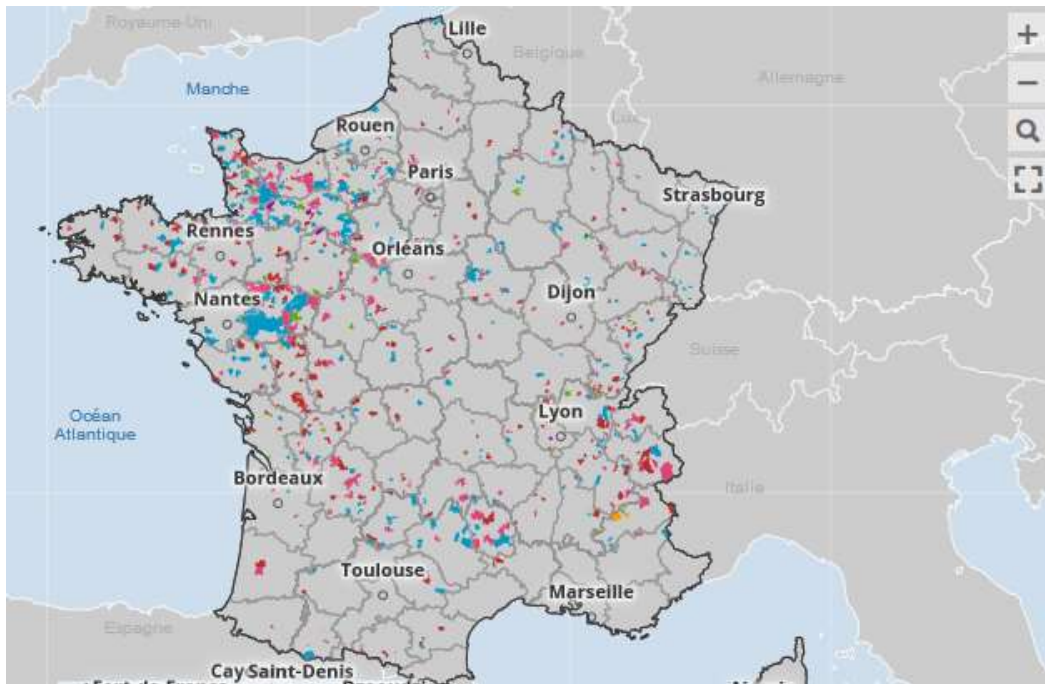 Royaume-Uni
Lille
Belgique
Allemagne
Manche
Lux.
Rouen
Paris
Strasbourg
Rennes
Orléans
Nantes
Dijon
Suisse
Océan
Atlantique
Lyon
Bordeaux
Italie
Toulouse
Marseille
Espagne
Cay Saint-Denis